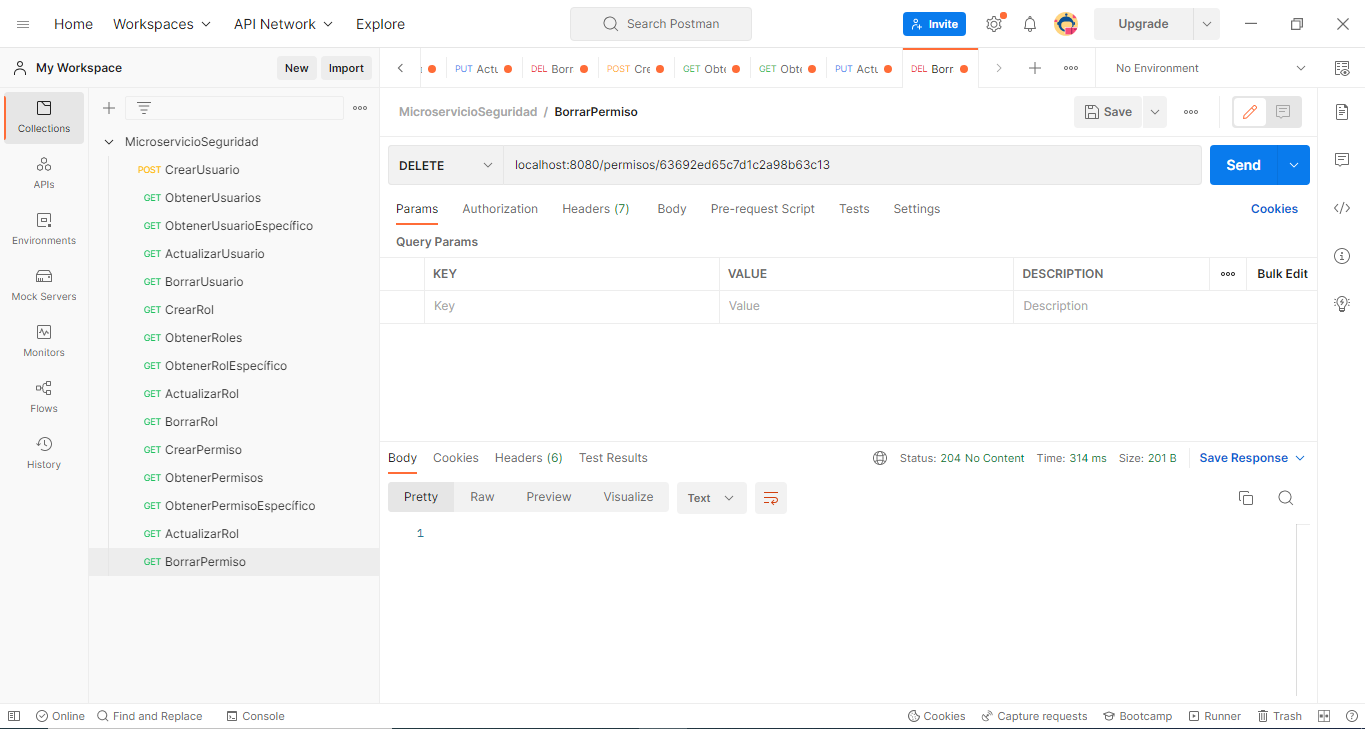 Home Workspaces API Network Explore Search Postman Invite Upgrade
My Workspace New Import PUT Actu DEL Borr POST Cre GET Obte GET Obte PUT Actu DEL Borr No Environment
Collections
APIs
Environments
Mock Servers
Monitors
Flows
History
MicroservicioSeguridad
POST CrearUsuario
GET ObtenerUsuarios
GET ObtenerUsuarioEspecífico
GET ActualizarUsuario
GET BorrarUsuario
GET CrearRol
GET ObtenerRoles
GET ObtenerRolEspecífico
GET ActualizarRol
GET BorrarRol
GET CrearPermiso
GET ObtenerPermisos
GET ObtenerPermisoEspecífico
GET ActualizarRol
GET BorrarPermiso
MicroservicioSeguridad / BorrarPermiso Save
DELETE localhost:8080/permisos/63692ed65c7d1c2a98b63c13 Send
Params Authorization Headers (7) Body Pre-request Script Tests Settings Cookies
Query Params
KEY VALUE DESCRIPTION Bulk Edit
Key Value Description
Body Cookies Headers (6) Test Results Status: 204 No Content Time: 314 ms Size: 201 B Save Response
Pretty Raw Preview Visualize Text
1
Online Find and Replace Console Cookies Capture requests Bootcamp Runner Trash